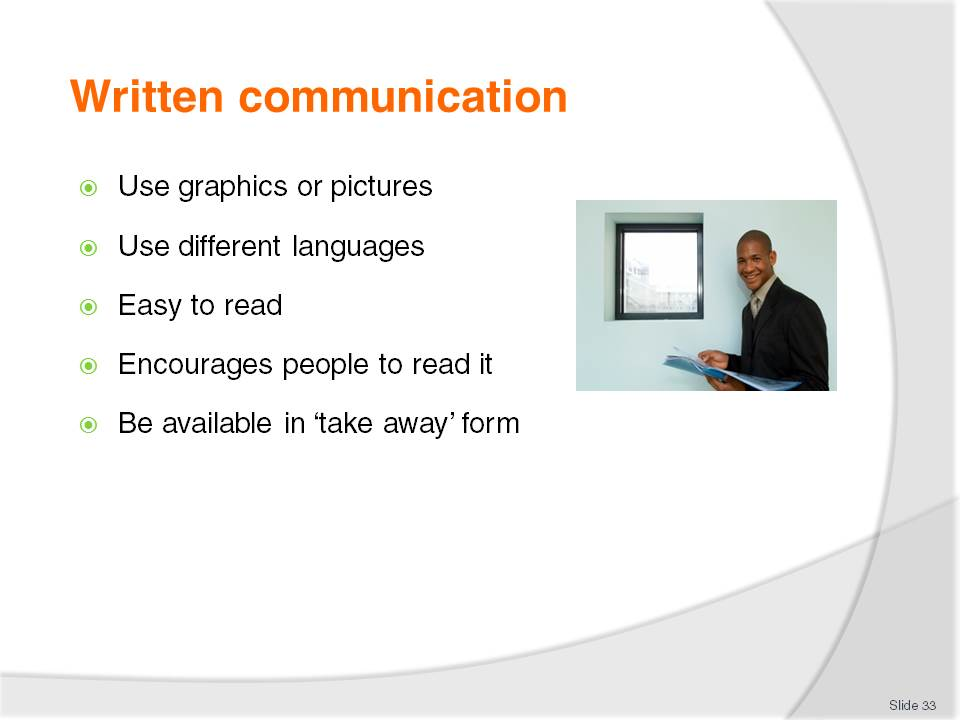 Written communication
Use graphics or pictures
Use different languages
Easy to read
Encourages people to read it
Be available in ‘take away’ form
Slide 33